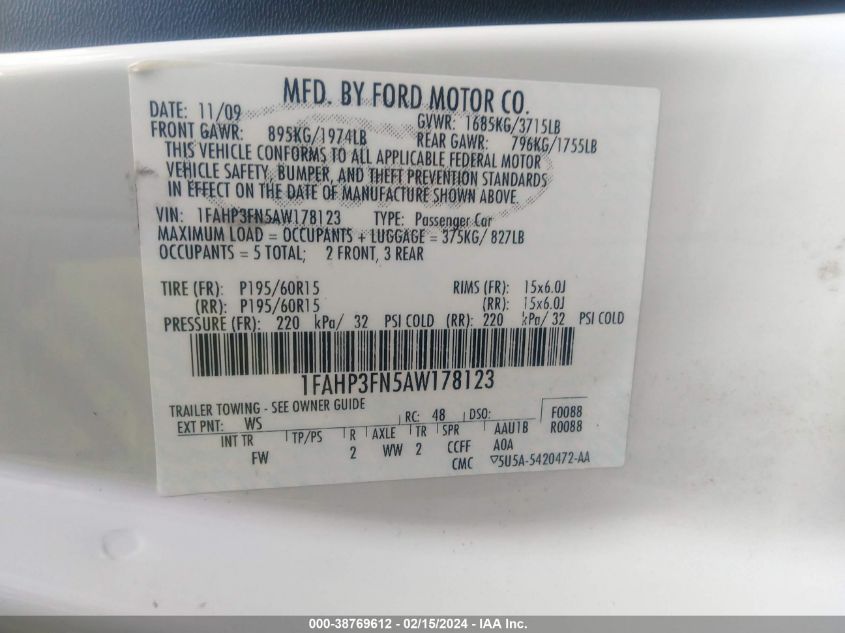 MFD. BY FORD MOTOR CO.
DATE: 11/09 GVWR: 1685KG/3715LB
FRONT GAWR: 895KG/1974LB REAR GAWR: 796KG/1755LB
THIS VEHICLE CONFORMS TO ALL APPLICABLE FEDERAL MOTOR
VEHICLE SAFETY, BUMPER, AND THEFT PREVENTION STANDARDS
IN EFFECT ON THE DATE OF MANUFACTURE SHOWN ABOVE.
VIN: 1FAHP3FN5AW178123 TYPE: Passenger Car
MAXIMUM LOAD = OCCUPANTS + LUGGAGE = 375KG/ 827LB
OCCUPANTS = 5 TOTAL; 2 FRONT, 3 REAR
TIRE (FR): P195/60R15 RIMS (FR): 15x6.0J
(RR): P195/60R15 (RR): 15x6.0J
PRESSURE (FR): 220 kPa/ 32 PSI COLD (RR): 220 kPa/ 32 PSI COLD
1FAHP3FN5AW178123
TRAILER TOWING - SEE OWNER GUIDE
EXT PNT: WS RC: 48 DSO: F0088
R0088
INT TR TP/PS R AXLE TR SPR AAU1B
FW 2 WW 2 CCFF AOA
CMC 5U5A-5420472-AA
000-38769612 - 02/15/2024 - IAA Inc.